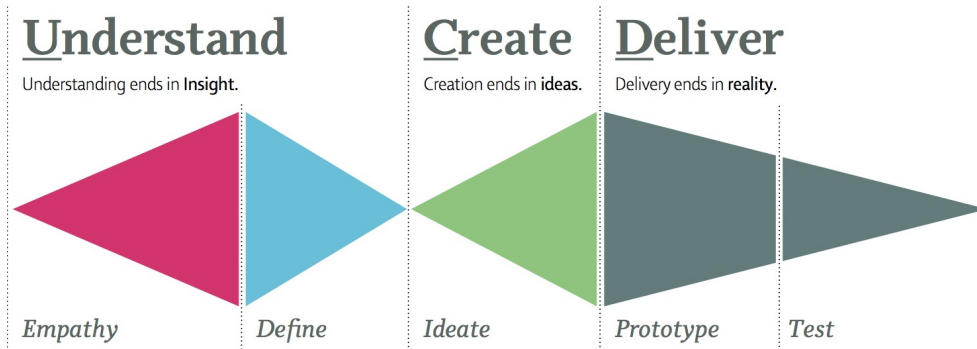 Understand
Understanding ends in Insight.
Create
Creation ends in ideas.
Deliver
Delivery ends in reality.
Empathy
Define
Ideate
Prototype
Test